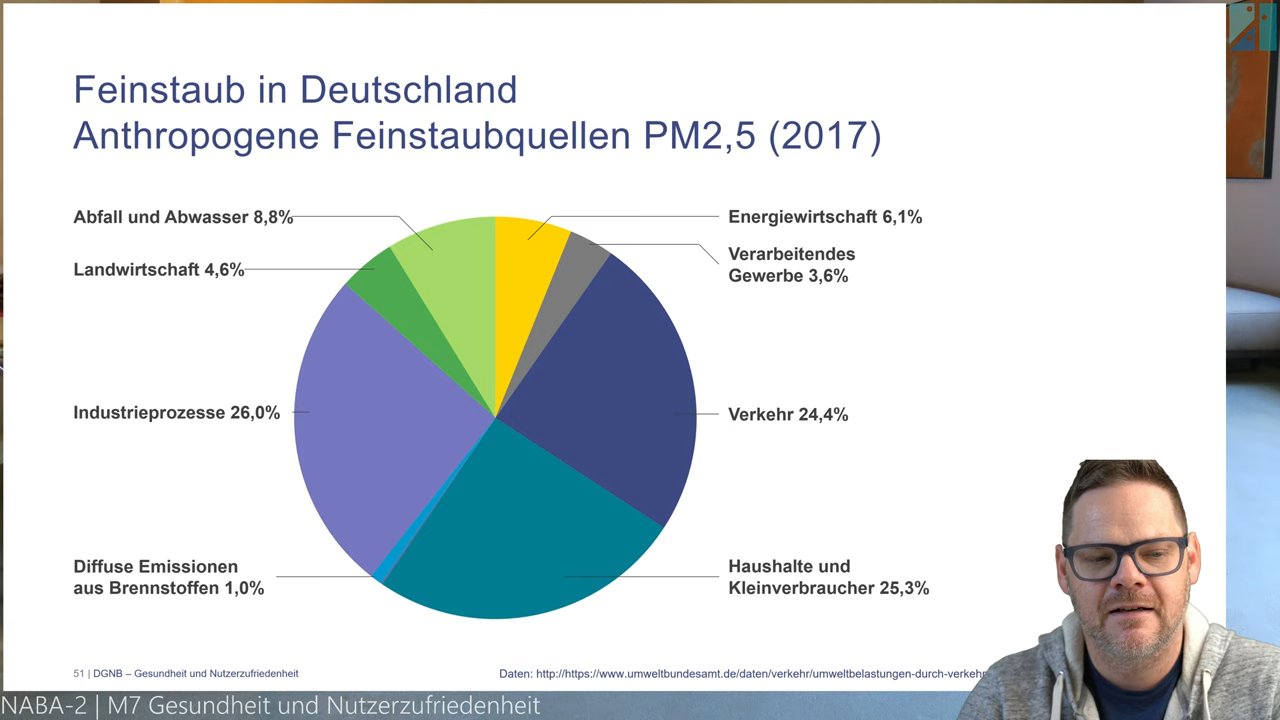 Feinstaub in Deutschland
Anthropogene Feinstaubquellen PM2,5 (2017)
Abfall und Abwasser 8,8%
Energiewirtschaft 6,1%
Landwirtschaft 4,6%
Verarbeitendes
Gewerbe 3,6%
Industrieprozesse 26,0%
Verkehr 24,4%
Diffuse Emissionen
aus Brennstoffen 1,0%
Haushalte und
Kleinverbraucher 25,3%
51 | DGNB – Gesundheit und Nutzerzufriedenheit
Daten: http://https://www.umweltbundesamt.de/daten/verkehr/umweltbelastungen-durch-verkehr
NABA-2 | M7 Gesundheit und Nutzerzufriedenheit